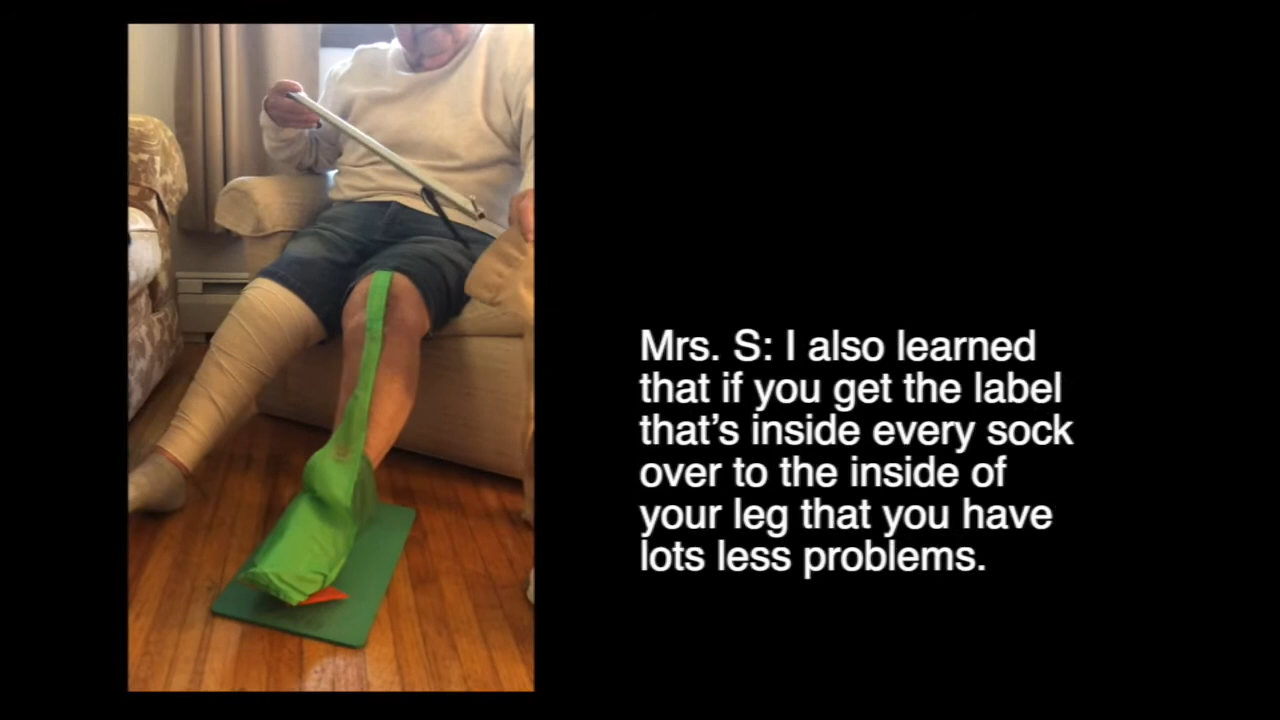 Mrs. S: I also learned
that if you get the label
that’s inside every sock
over to the inside of
your leg that you have
lots less problems.